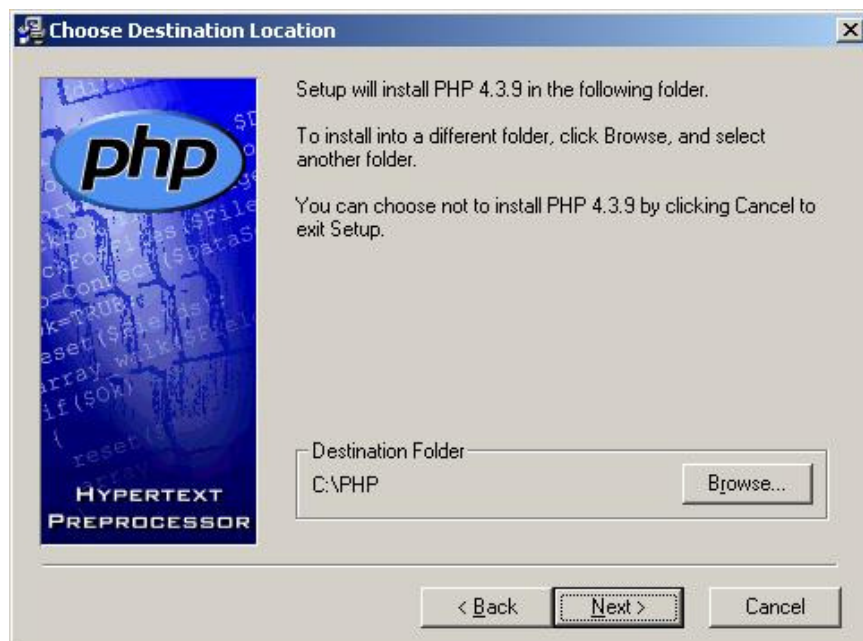 Choose Destination Location
php
HYPERTEXT
PREPROCESSOR
Setup will install PHP 4.3.9 in the following folder.
To install into a different folder, click Browse, and select
another folder.
You can choose not to install PHP 4.3.9 by clicking Cancel to
exit Setup.
Destination Folder
C:\PHP
Browse...
< Back
Next >
Cancel